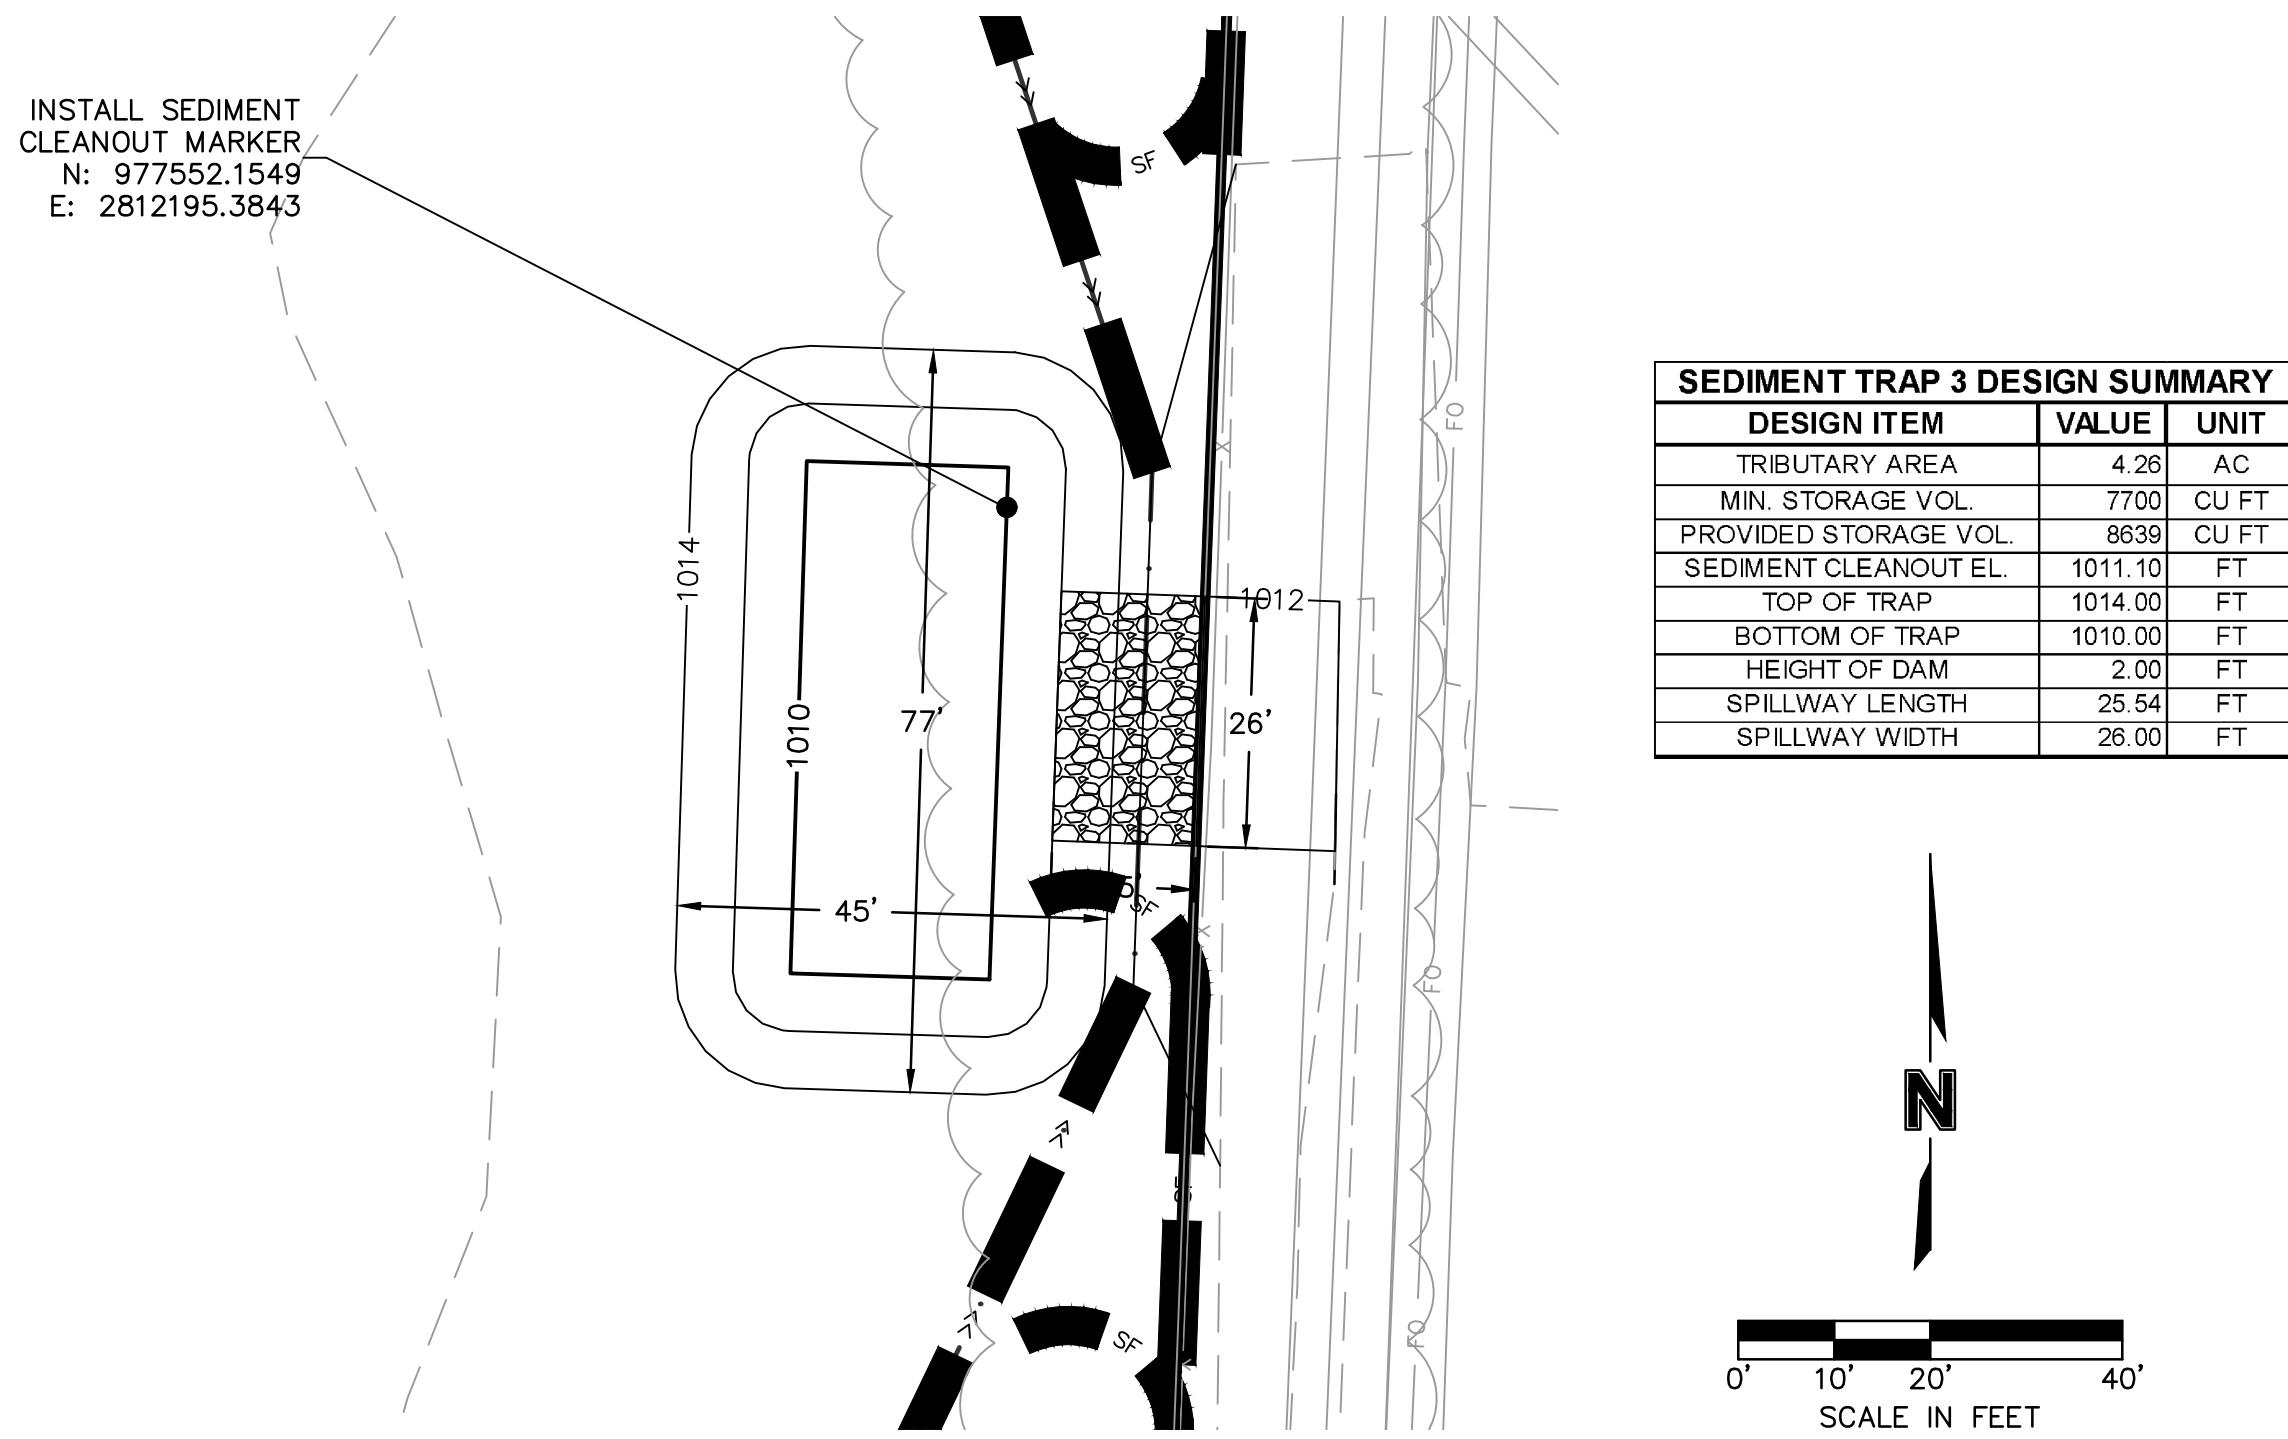 INSTALL SEDIMENT
CLEANOUT MARKER
N: 977552.1549
E: 2812195.3843
SF
X
FO
1014
1010
77'
1012
26'
45'
5'
SF
X
FO
SF
FO
SEDIMENT TRAP 3 DESIGN SUMMARY
DESIGN ITEM VALUE UNIT
TRIBUTARY AREA 4.26 AC
MIN. STORAGE VOL. 7700 CU FT
PROVIDED STORAGE VOL. 8639 CU FT
SEDIMENT CLEANOUT EL. 1011.10 FT
TOP OF TRAP 1014.00 FT
BOTTOM OF TRAP 1010.00 FT
HEIGHT OF DAM 2.00 FT
SPILLWAY LENGTH 25.54 FT
SPILLWAY WIDTH 26.00 FT
N
0' 10' 20' 40'
SCALE IN FEET